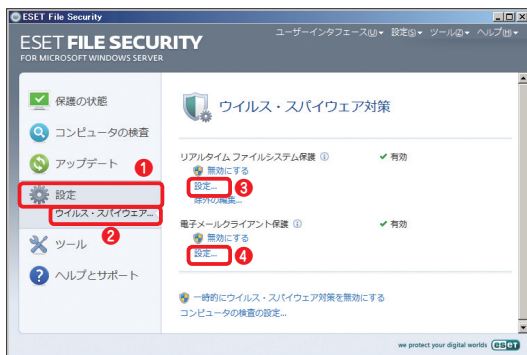 ESET File Security
ESET FILE SECURITY
FOR MICROSOFT WINDOWS SERVER
ユーザーインタフェース(U)▼ 設定(S)▼ ツール(Z)▼ ヘルプ(H)▼
保護の状態
コンピュータの検査
アップデート
1
設定
ウイルス・スパイウェア...
2
ツール
ヘルプとサポート
ウイルス・スパイウェア対策
リアルタイム ファイルシステム保護 ✔ 有効
無効にする
設定... 3
除外の編集...
電子メールクライアント保護 ✔ 有効
無効にする
設定... 4
一時的にウイルス・スパイウェア対策を無効にする
コンピュータの検査の設定...
we protect your digital worlds eset